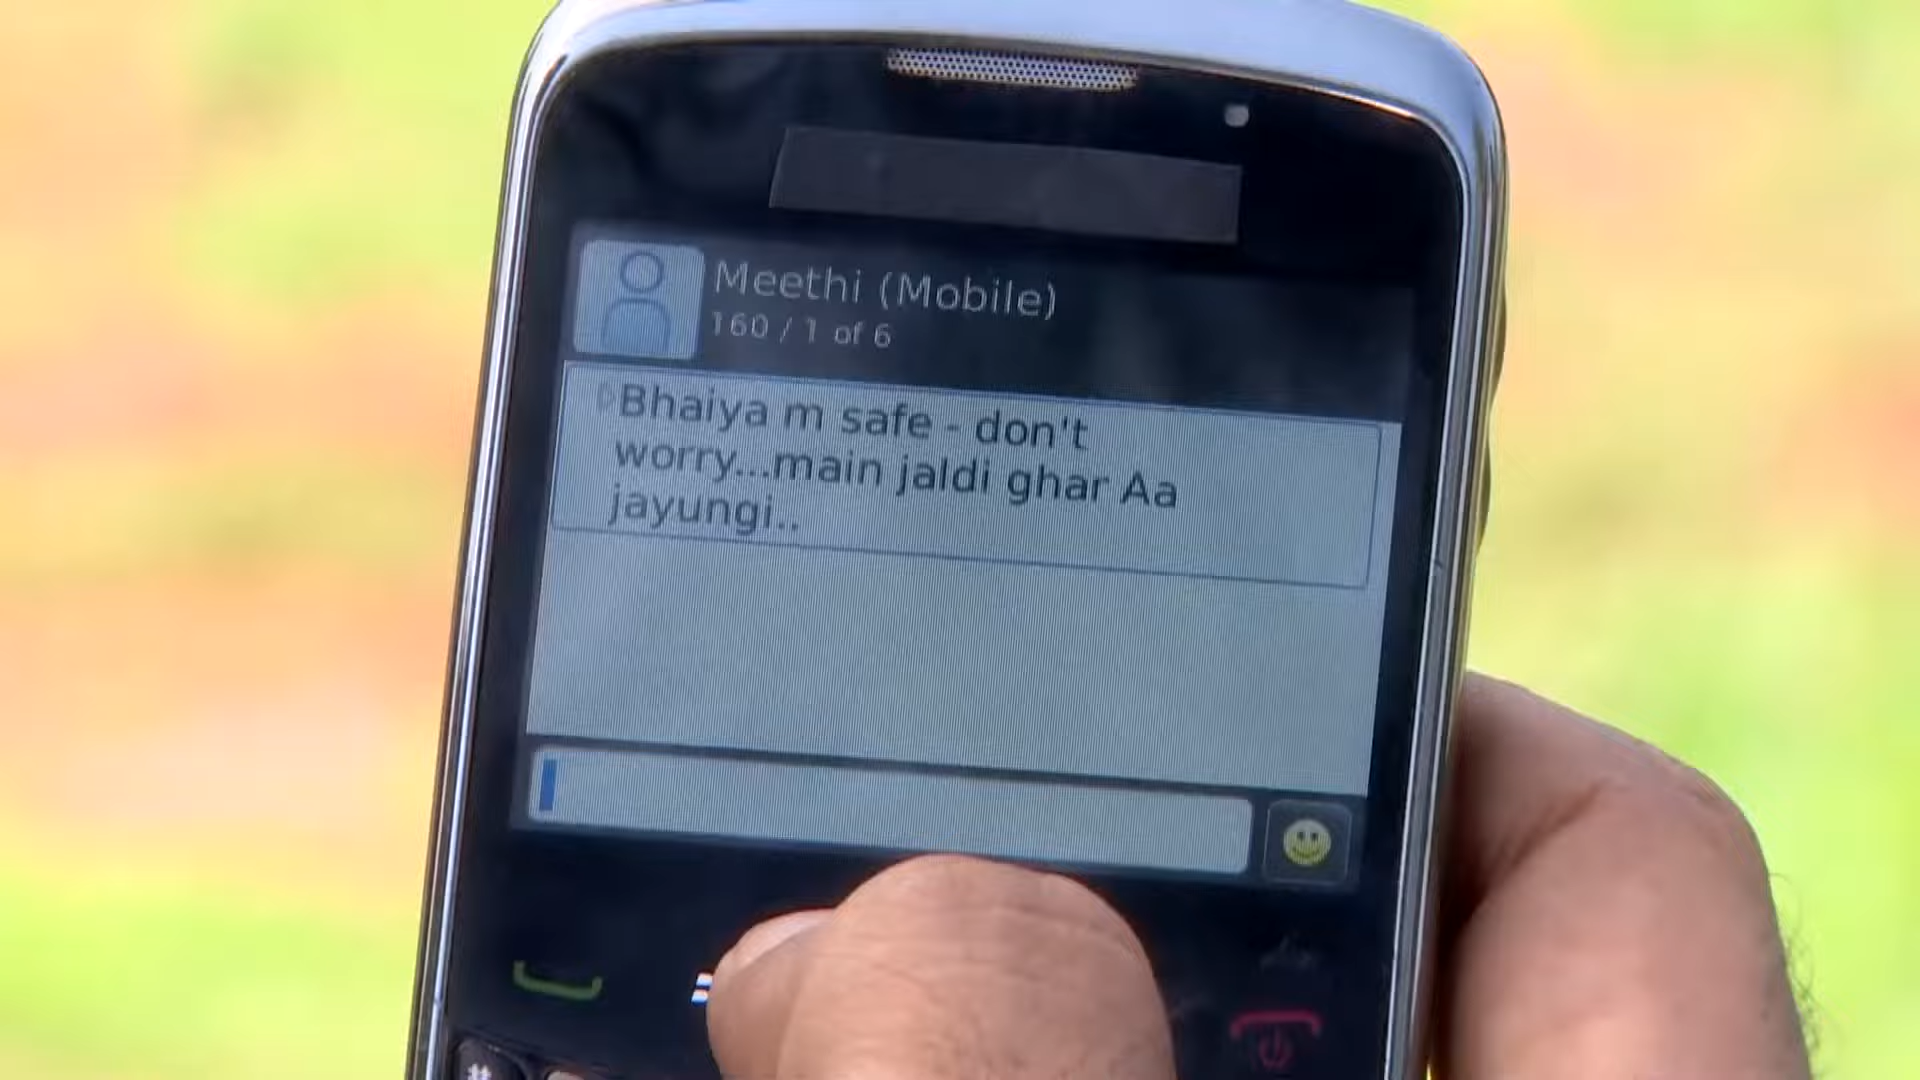 Meethi (Mobile)
160 / 1 of 6
Bhaiya m safe - don't
worry...main jaldi ghar Aa
jayungi..
#